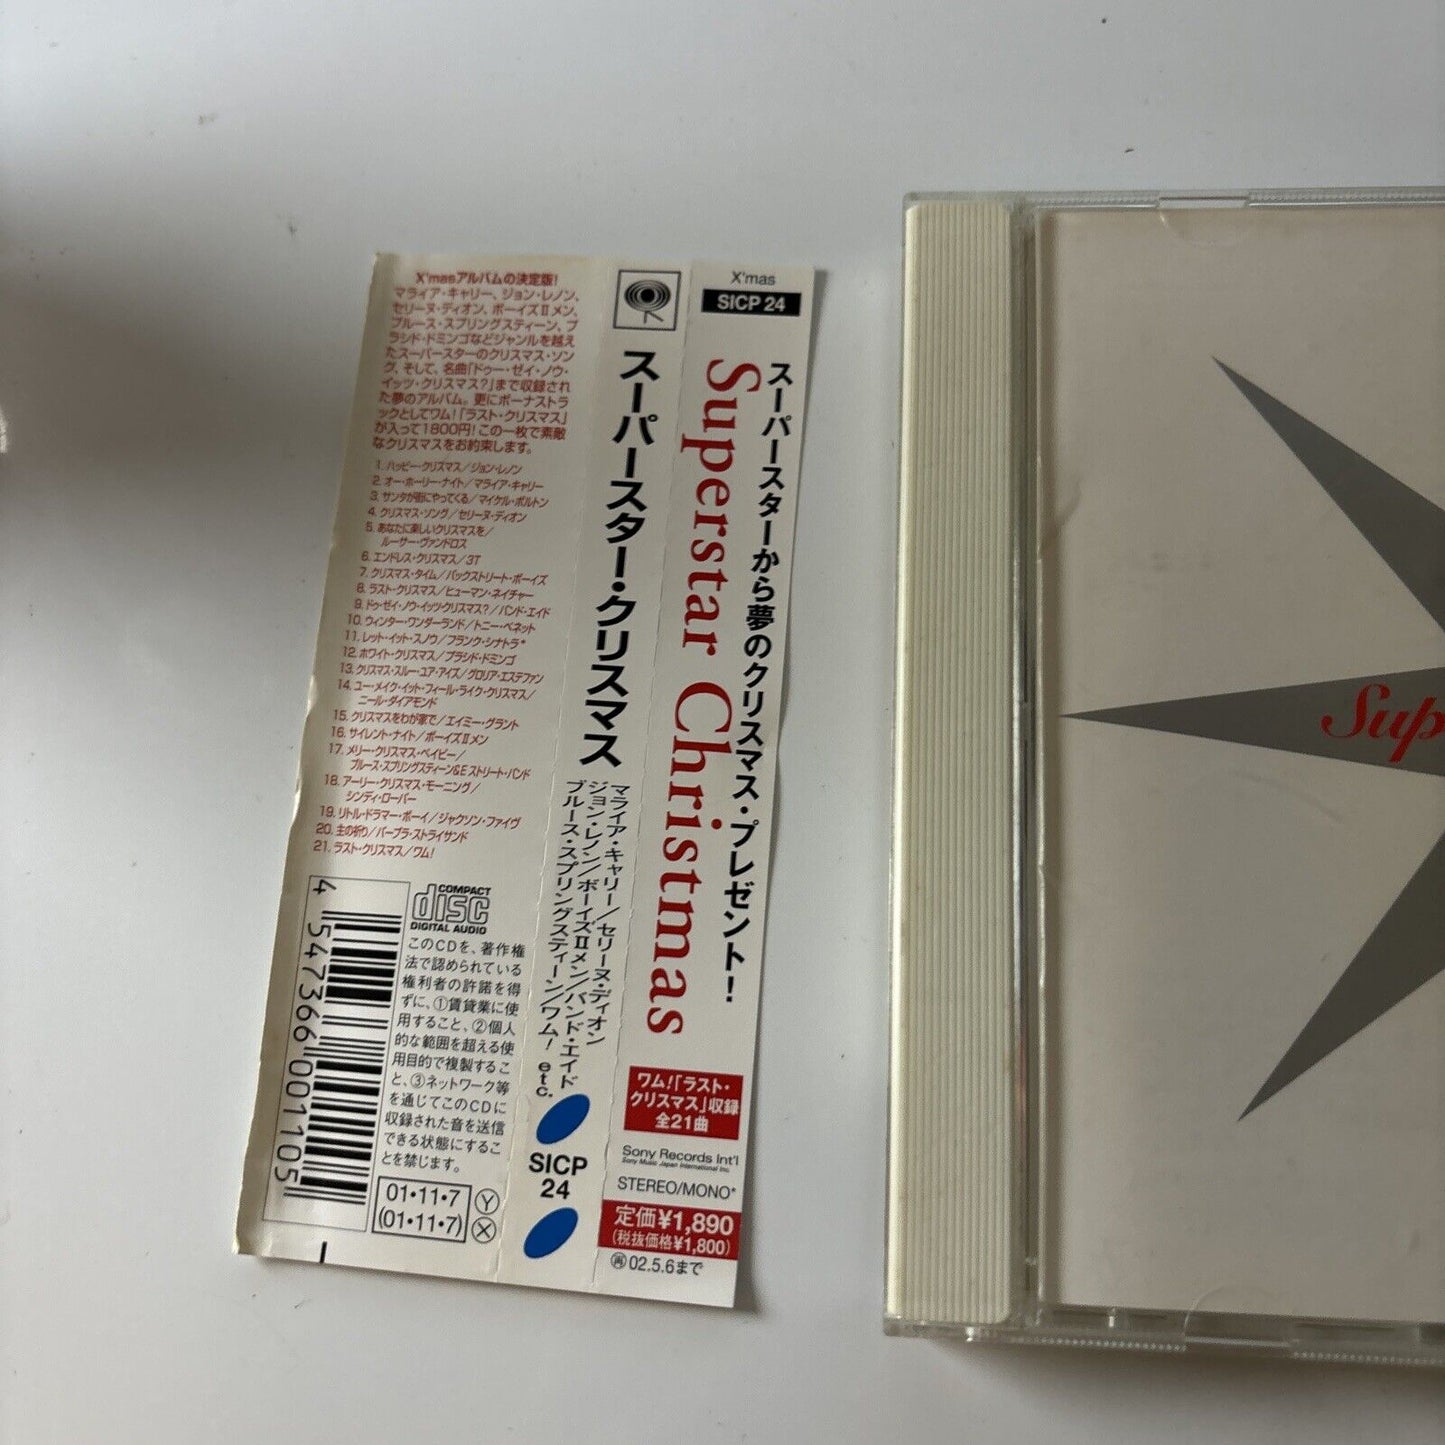 X'masアルバムの決定版!
マライア・キャリー、ジョン・レノン、
セリーヌ・ディオン、ボーイズⅡメン、
ブルース・スプリングスティーン、プ
ラシド・ドミンゴなどジャンルを越え
たスーパースターのクリスマス・ソン
グ、そして、名曲「ドゥー・ゼイ・ノウ・
イッツ・クリスマス?」まで収録され
た夢のアルバム。更にボーナストラ
ックとしてワム!「ラスト・クリスマス」
が入って1800円!この一枚で素敵
なクリスマスをお約束します。
1. ハッピー・クリスマス/ジョン・レノン
2. オー・ホーリー・ナイト/マライア・キャリー
3. サンタが街にやってくる/マイケル・ボルトン
4. クリスマス・ソング/セリーヌ・ディオン
5. あなたに楽しいクリスマスを/
ルーサー・ヴァンドロス
6. エンドレス・クリスマス/3T
7. クリスマス・タイム/バックストリート・ボーイズ
8. ラスト・クリスマス/ヒューマン・ネイチャー
9. ドゥ・ゼイ・ノウ・イッツ・クリスマス?/バンド・エイド
10. ウィンター・ワンダーランド/トニー・ベネット
11. レット・イット・スノウ/フランク・シナトラ*
12. ホワイト・クリスマス/プラシド・ドミンゴ
13. クリスマス・スルー・ユア・アイズ/グロリア・エステファン
14. ユー・メイク・イット・フィール・ライク・クリスマス/
ニール・ダイアモンド
15. クリスマスをわが家で/エイミー・グラント
16. サイレント・ナイト/ボーイズⅡメン
17. メリー・クリスマス・ベイビー/
ブルース・スプリングスティーン&Eストリート・バンド
18. アーリー・クリスマス・モーニング/
シンディ・ローパー
19. リトル・ドラマー・ボーイ/ジャクソン・ファイヴ
20. 主の祈り/バーブラ・ストライサンド
21. ラスト・クリスマス/ワム!
4 547366 001105
COMPACT
disc
DIGITAL AUDIO
このCDを、著作権
法で認められている
権利者の許諾を得
ずに、①賃貸業に使
用すること、②個人
的な範囲を超える使
用目的で複製するこ
と、③ネットワーク等
を通じてこのCDに
収録された音を送信
できる状態にするこ
とを禁じます。
01・11・7 Ⓨ
(01・11・7) ⓧ
スーパースター・クリスマス
マライア・キャリー/セリーヌ・ディオン
ジョン・レノン/ボーイズⅡメン/バンド・エイド
ブルース・スプリングスティーン/ワム! etc.
SICP
24
X'mas
SICP 24
スーパースターから夢のクリスマス・プレゼント!
Superstar Christmas
ワム!「ラスト・
クリスマス」収録
全21曲
Sony Records Int'l
Sony Music Japan International Inc.
STEREO/MONO*
定価¥1,890
(税抜価格¥1,800)
㊢02.5.6まで
Sup